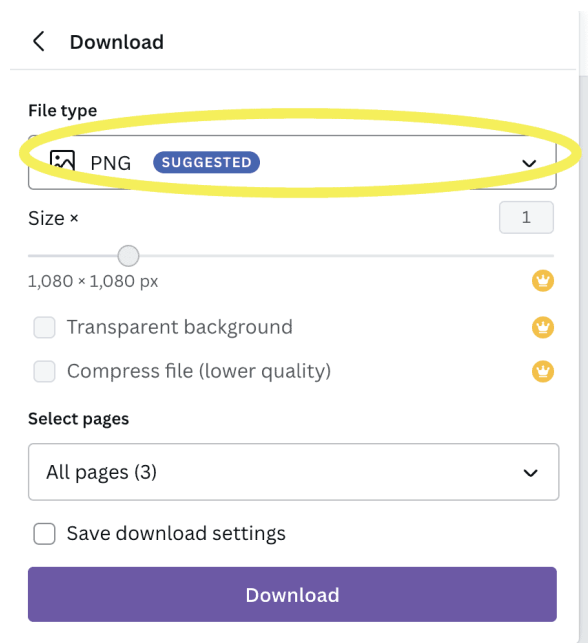 Download
File type
PNG SUGGESTED
Size ×
1
1,080 × 1,080 px
Transparent background
Compress file (lower quality)
Select pages
All pages (3)
Save download settings
Download